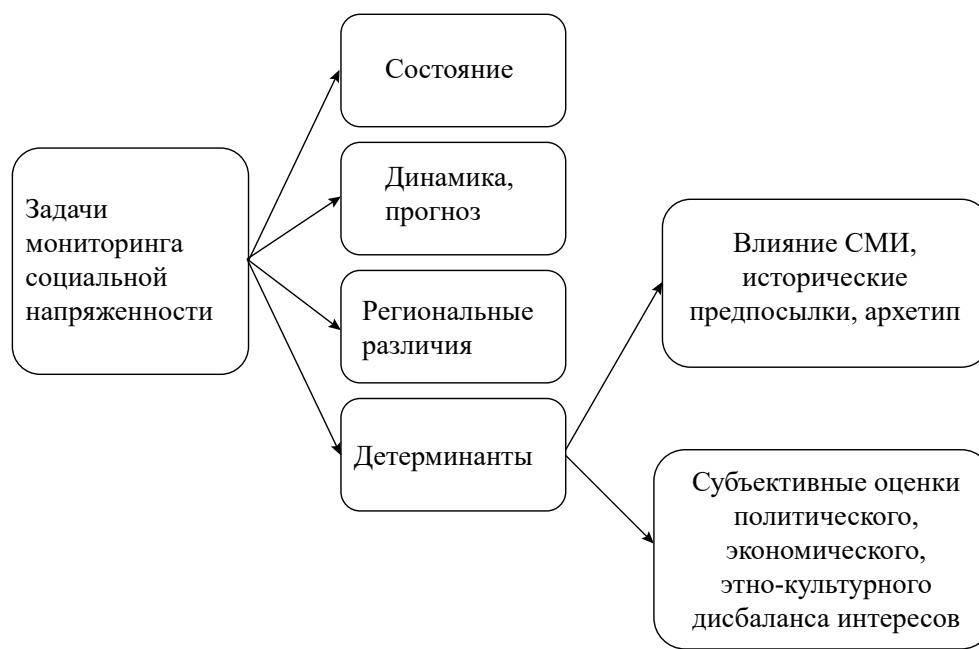 Задачи
мониторинга
социальной
напряженности
Состояние
Динамика,
прогноз
Региональные
различия
Детерминанты
Влияние СМИ,
исторические
предпосылки, архетип
Субъективные оценки
политического,
экономического,
этно-культурного
дисбаланса интересов